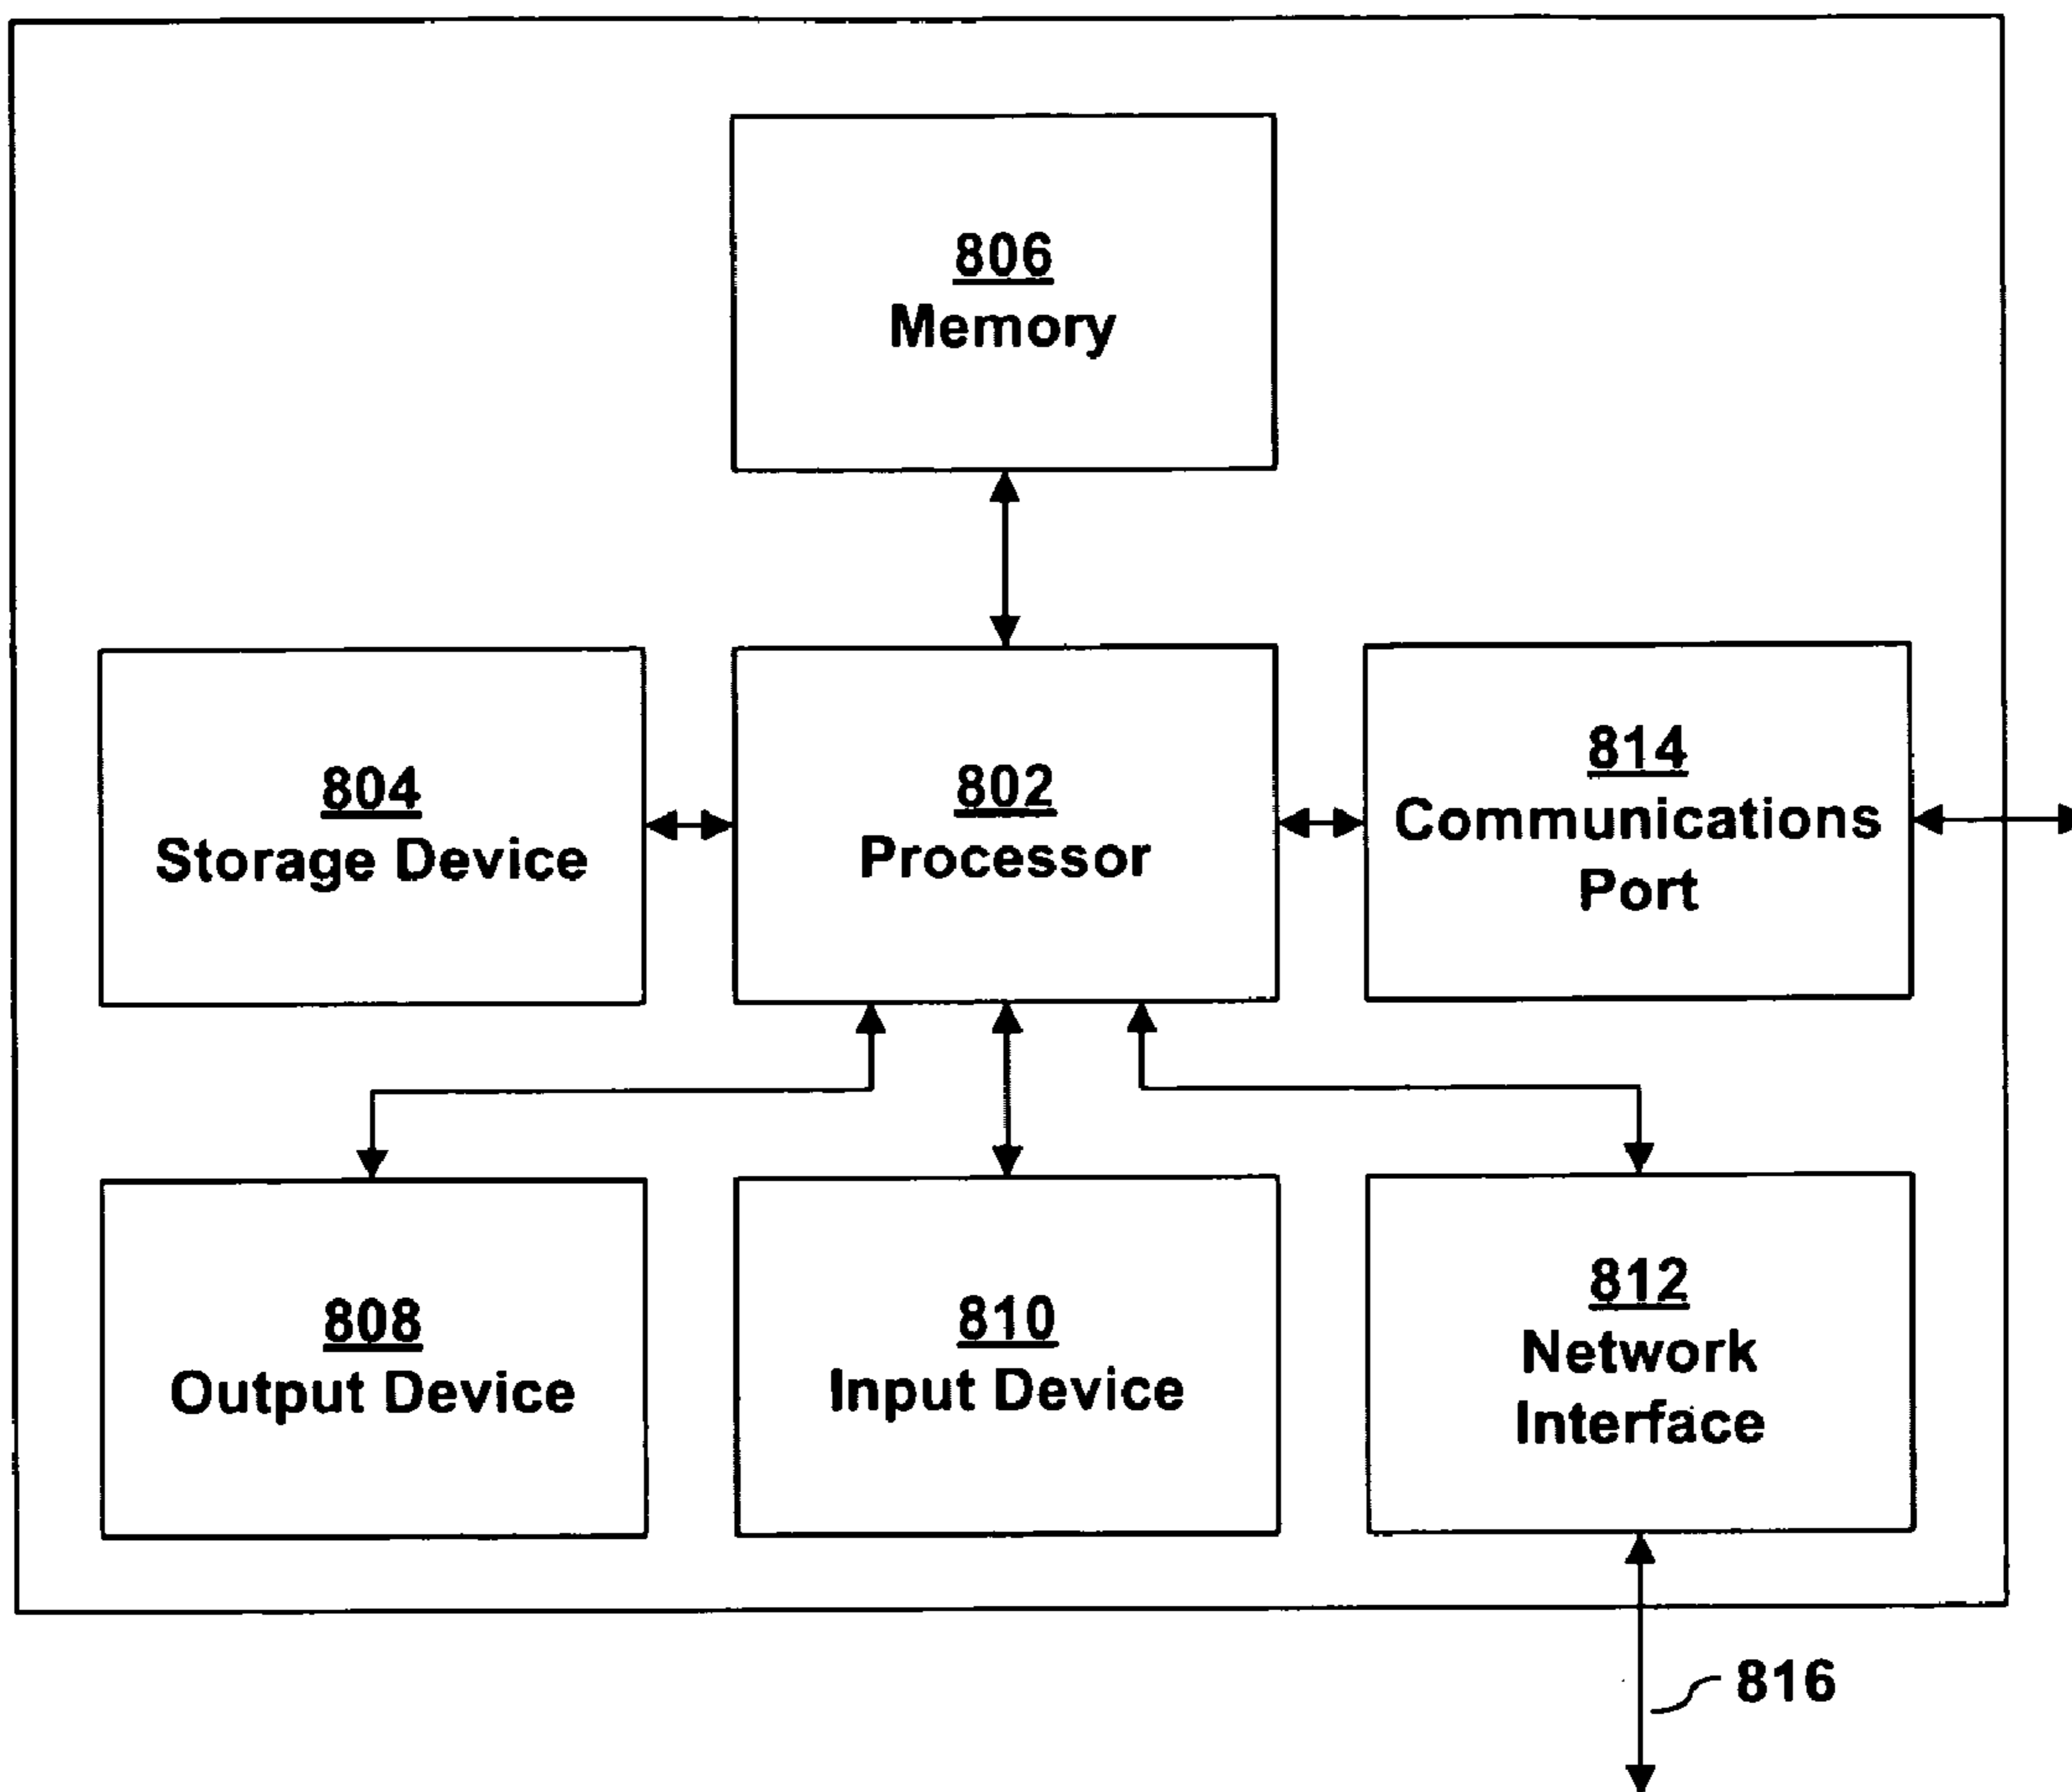 806
Memory
804
Storage Device
802
Processor
814
Communications
Port
808
Output Device
810
Input Device
812
Network
Interface
816